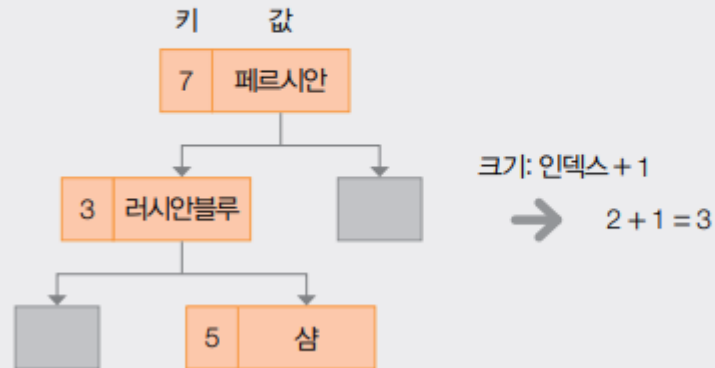 키 값
7 페르시안
크기: 인덱스 + 1
3 러시안블루
2 + 1 = 3
5 샴